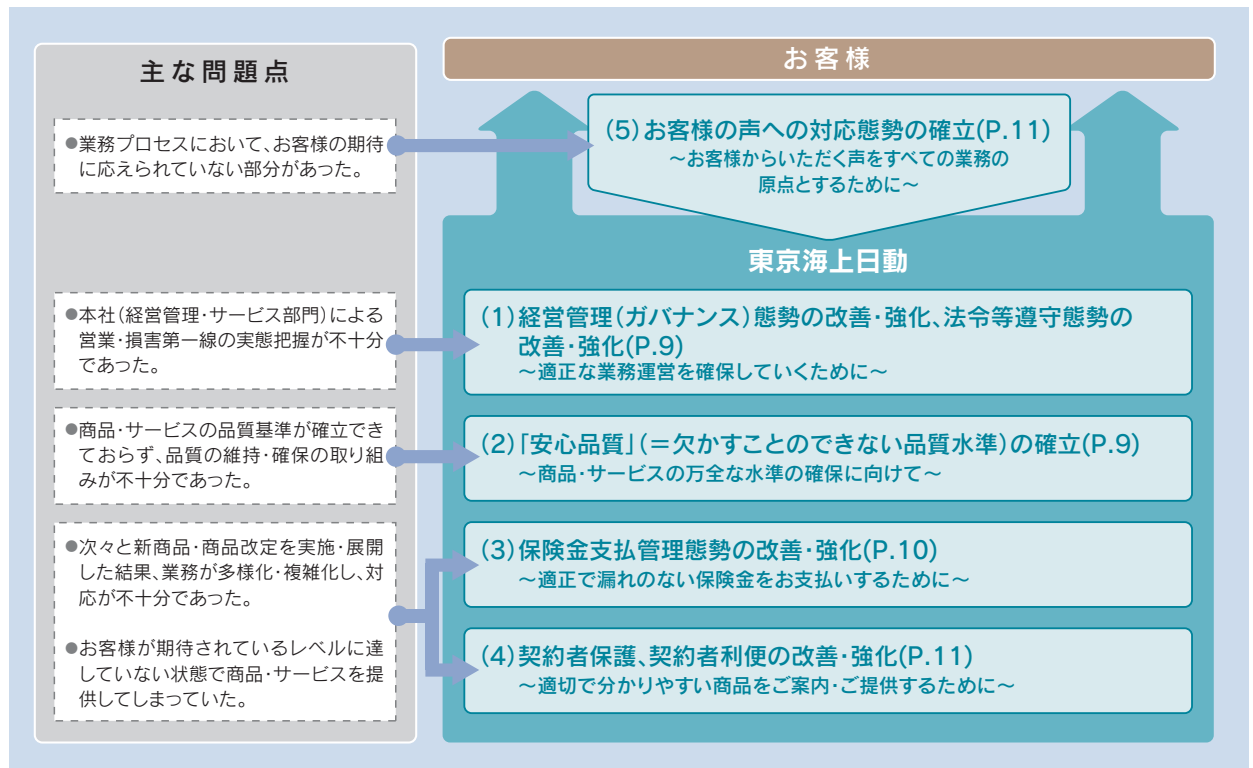 主な問題点
●業務プロセスにおいて、お客様の期待
に応えられていない部分があった。
●本社(経営管理・サービス部門)による
営業・損害第一線の実態把握が不十分
であった。
●商品・サービスの品質基準が確立でき
ておらず、品質の維持・確保の取り組
みが不十分であった。
●次々と新商品・商品改定を実施・展開
した結果、業務が多様化・複雑化し、対
応が不十分であった。
●お客様が期待されているレベルに達
していない状態で商品・サービスを提
供してしまっていた。
お客様
(5)お客様の声への対応態勢の確立(P.11)
～お客様からいただく声をすべての業務の
原点とするために～
東京海上日動
(1)経営管理(ガバナンス)態勢の改善・強化、法令等遵守態勢の
改善・強化(P.9)
～適正な業務運営を確保していくために～
(2)「安心品質」(=欠かすことのできない品質水準)の確立(P.9)
～商品・サービスの万全な水準の確保に向けて～
(3)保険金支払管理態勢の改善・強化(P.10)
～適正で漏れのない保険金をお支払いするために～
(4)契約者保護、契約者利便の改善・強化(P.11)
～適切で分かりやすい商品をご案内・ご提供するために～